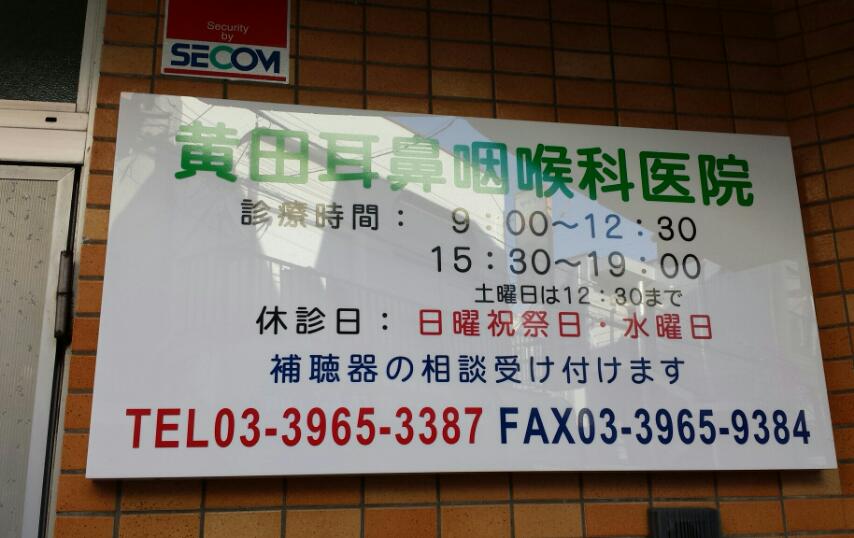 Security
by
SECOM
黄田耳鼻咽喉科医院
診療時間： 9：00～12：30
15：30～19：00
土曜日は12：30まで
休診日： 日曜祝祭日・水曜日
補聴器の相談受け付けます
TEL03-3965-3387 FAX03-3965-9384